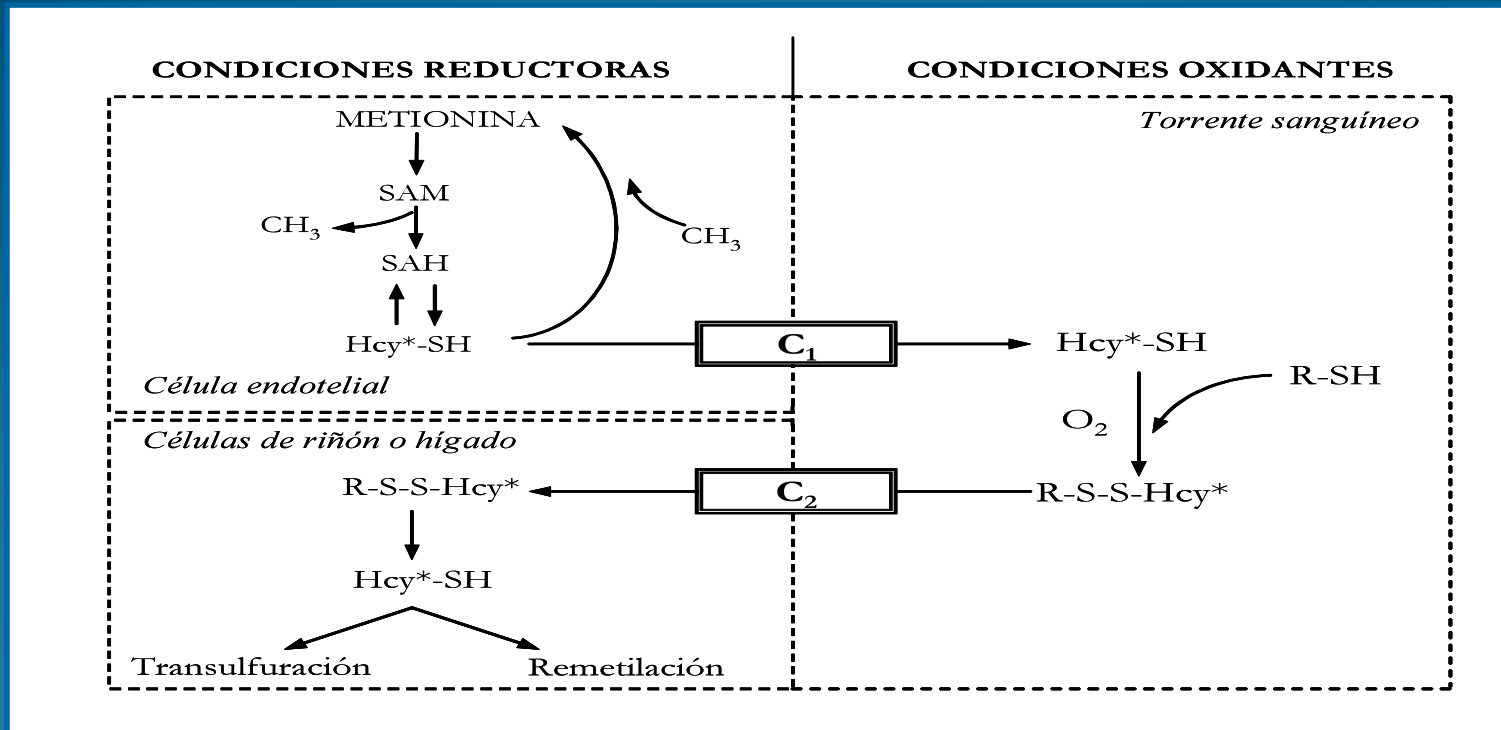 CONDICIONES REDUCTORAS
CONDICIONES OXIDANTES
METIONINA
SAM
CH₃
SAH
Hcy*-SH
CH₃
Célula endotelial
C₁
Torrente sanguíneo
Hcy*-SH
R-SH
O₂
R-S-S-Hcy*
C₂
Células de riñón o hígado
R-S-S-Hcy*
Hcy*-SH
Transulfuración
Remetilación